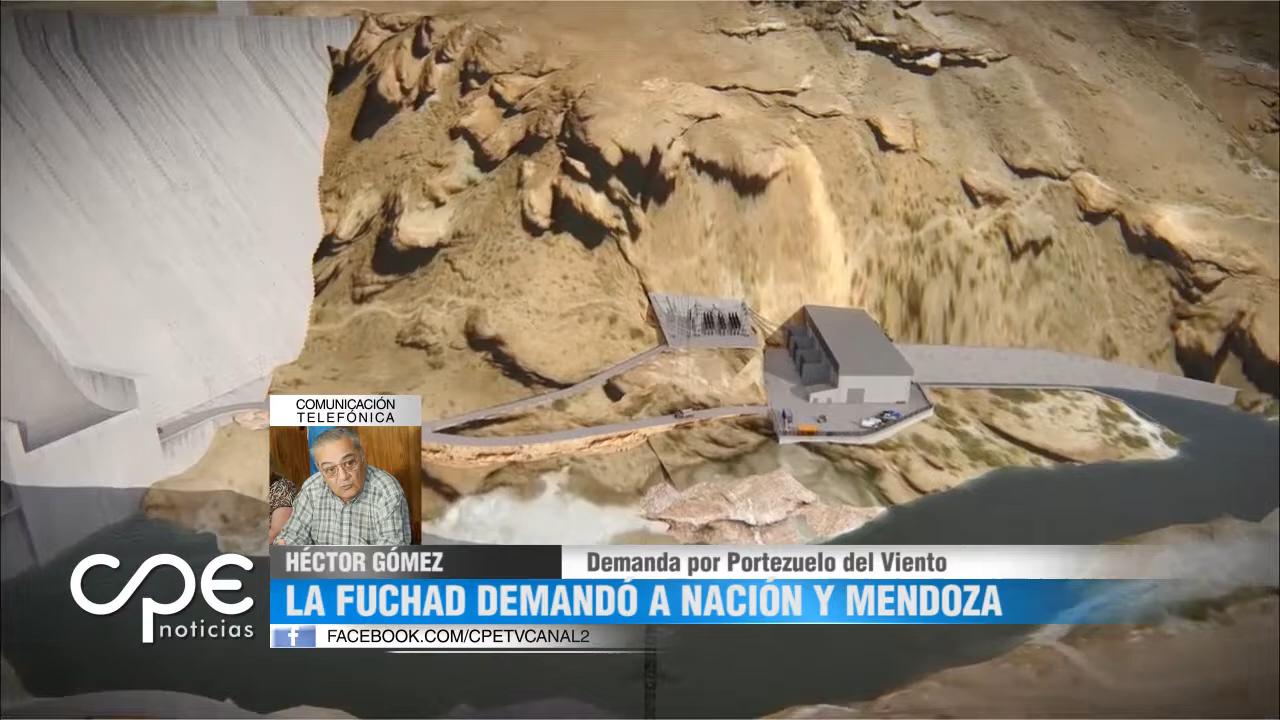 COMUNICACIÓN
TELEFÓNICA
HÉCTOR GÓMEZ
Demanda por Portezuelo del Viento
LA FUCHAD DEMANDÓ A NACIÓN Y MENDOZA
FACEBOOK.COM/CPETVCANAL2
cpe
noticias